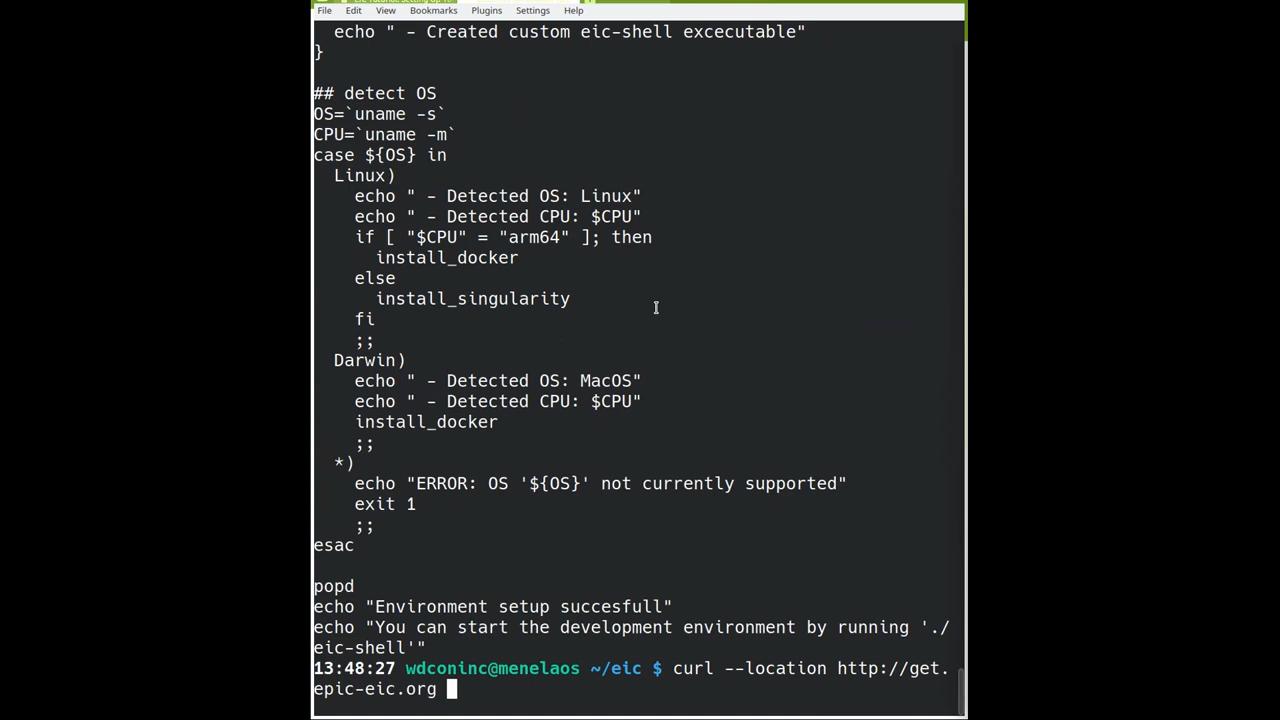 File Edit View Bookmarks Plugins Settings Help
echo " - Created custom eic-shell excecutable"
}
## detect OS
OS=`uname -s`
CPU=`uname -m`
case ${OS} in
Linux)
echo " - Detected OS: Linux"
echo " - Detected CPU: $CPU"
if [ "$CPU" = "arm64" ]; then
install_docker
else
install_singularity
fi
;;
Darwin)
echo " - Detected OS: MacOS"
echo " - Detected CPU: $CPU"
install_docker
;;
*)
echo "ERROR: OS '${OS}' not currently supported"
exit 1
;;
esac
popd
echo "Environment setup succesfull"
echo "You can start the development environment by running './
eic-shell'"
13:48:27 wdconinc@menelaos ~/eic $ curl --location http://get.
epic-eic.org